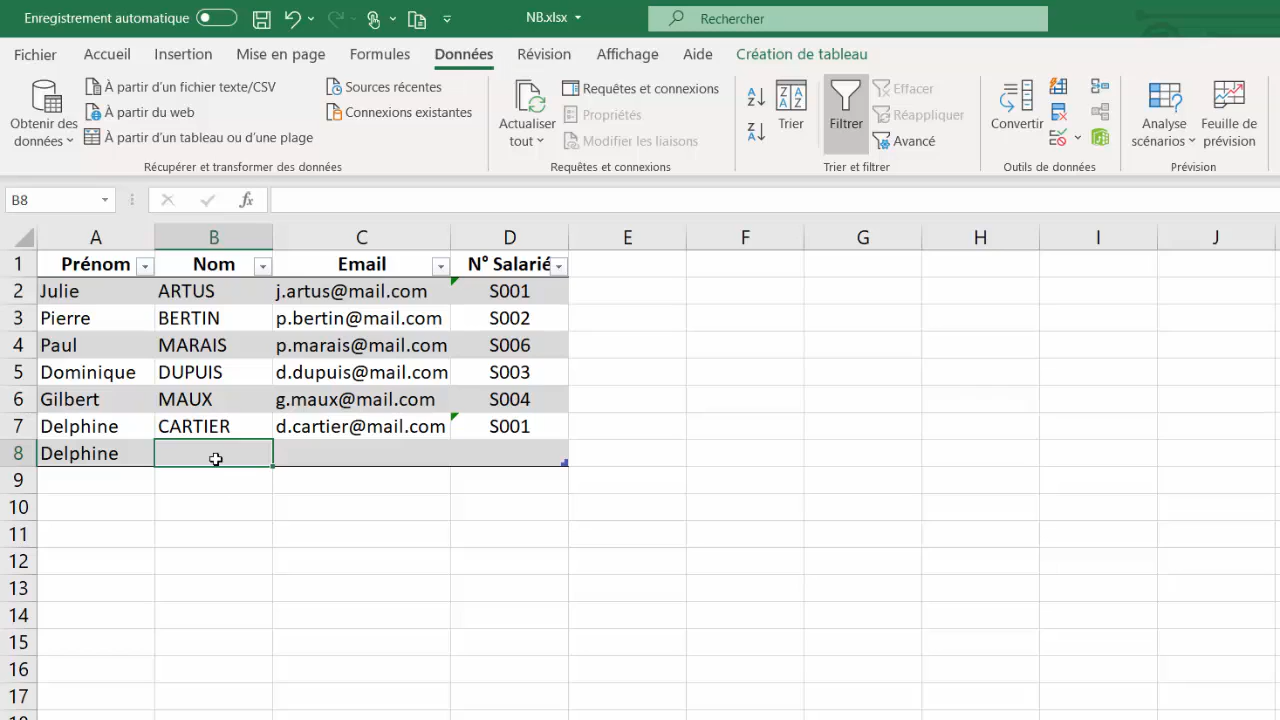 Enregistrement automatique
NB.xlsx
Rechercher
Fichier Accueil Insertion Mise en page Formules Données Révision Affichage Aide Création de tableau
Obtenir des données
À partir d'un fichier texte/CSV
À partir du web
À partir d'un tableau ou d'une plage
Sources récentes
Connexions existantes
Récupérer et transformer des données
Actualiser tout
Requêtes et connexions
Propriétés
Modifier les liaisons
Requêtes et connexions
Trier
Filtrer
Effacer
Réappliquer
Avancé
Trier et filtrer
Convertir
Outils de données
Analyse scénarios
Feuille de prévision
Prévision
B8
fx
A B C D E F G H I J
1 Prénom Nom Email N° Salarié
2 Julie ARTUS j.artus@mail.com S001
3 Pierre BERTIN p.bertin@mail.com S002
4 Paul MARAIS p.marais@mail.com S006
5 Dominique DUPUIS d.dupuis@mail.com S003
6 Gilbert MAUX g.maux@mail.com S004
7 Delphine CARTIER d.cartier@mail.com S001
8 Delphine
9
10
11
12
13
14
15
16
17